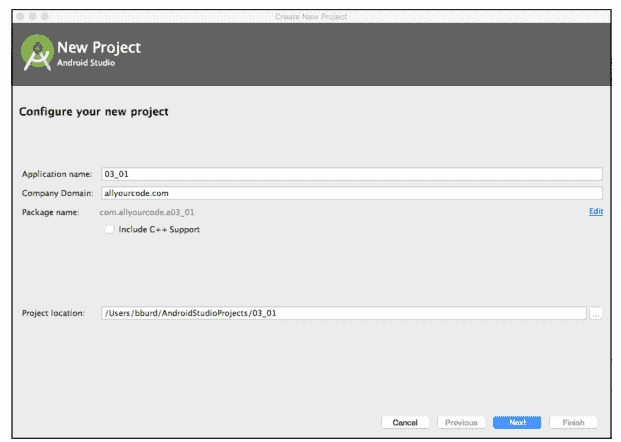 Create New Project
New Project
Android Studio
Configure your new project
Application name: 03_01
Company Domain: allyourcode.com
Package name: com.allyourcode.a03_01 Edit
Include C++ Support
Project location: /Users/bburd/AndroidStudioProjects/03_01 ...
Cancel Previous Next Finish